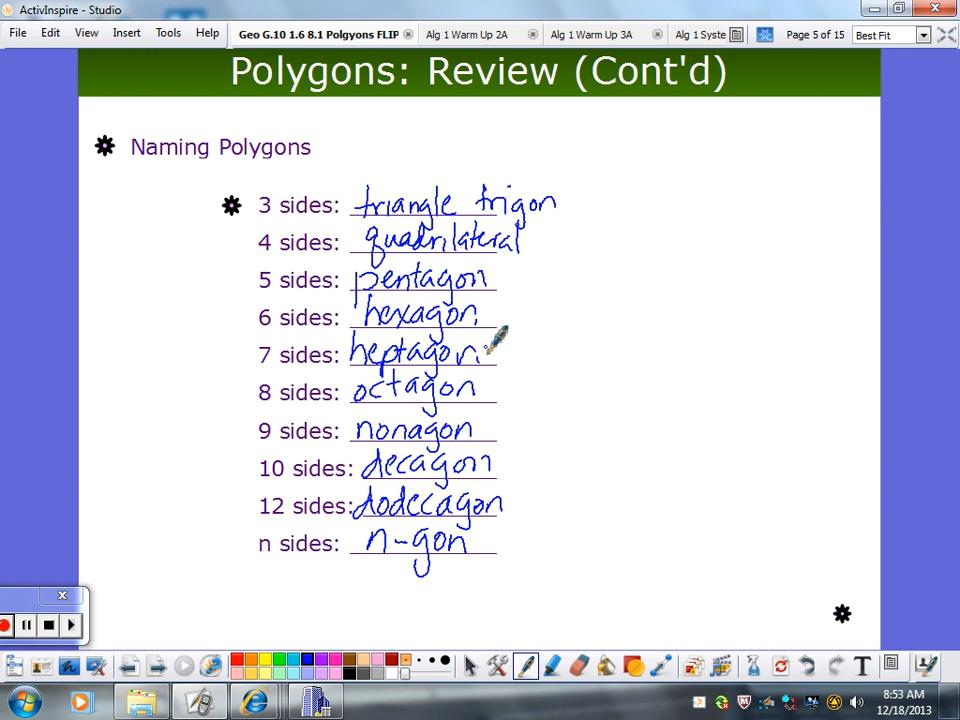 ActivInspire - Studio
File Edit View Insert Tools Help Geo G.10 1.6 8.1 Polgyons FLIP Alg 1 Warm Up 2A Alg 1 Warm Up 3A Alg 1 Syste Page 5 of 15 Best Fit
Polygons: Review (Cont'd)
Naming Polygons
3 sides: triangle trigon
4 sides: quadrilateral
5 sides: pentagon
6 sides: hexagon
7 sides: heptagon
8 sides: octagon
9 sides: nonagon
10 sides: decagon
12 sides: dodecagon
n sides: n-gon
8:53 AM
12/18/2013